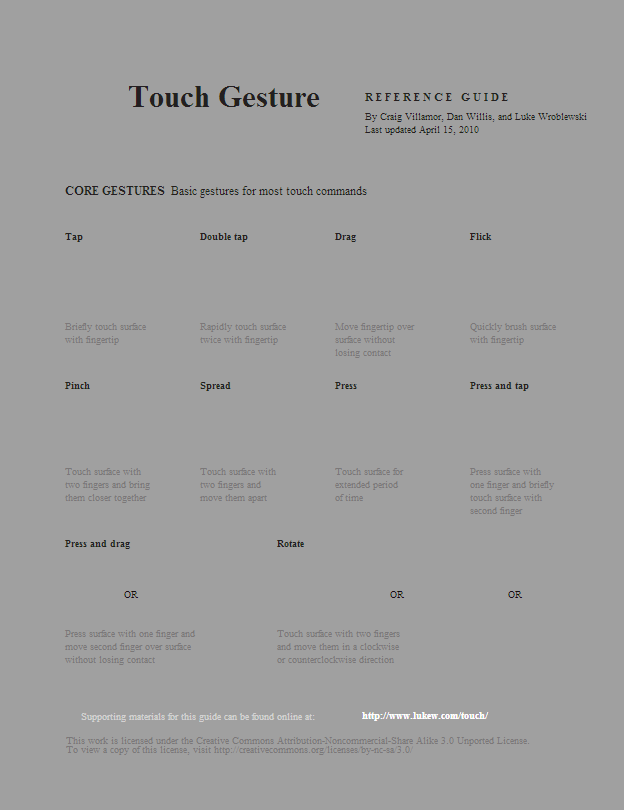 Touch Gesture
REFERENCE GUIDE
By Craig Villamor, Dan Willis, and Luke Wroblewski
Last updated April 15, 2010
CORE GESTURES Basic gestures for most touch commands
Tap
Briefly touch surface
with fingertip
Double tap
Rapidly touch surface
twice with fingertip
Drag
Move fingertip over
surface without
losing contact
Flick
Quickly brush surface
with fingertip
Pinch
Touch surface with
two fingers and bring
them closer together
Spread
Touch surface with
two fingers and
move them apart
Press
Touch surface for
extended period
of time
Press and tap
Press surface with
one finger and briefly
touch surface with
second finger
Press and drag
OR
Press surface with one finger and
move second finger over surface
without losing contact
Rotate
OR
OR
Touch surface with two fingers
and move them in a clockwise
or counterclockwise direction
Supporting materials for this guide can be found online at:
http://www.lukew.com/touch/
This work is licensed under the Creative Commons Attribution-Noncommercial-Share Alike 3.0 Unported License.
To view a copy of this license, visit http://creativecommons.org/licenses/by-nc-sa/3.0/